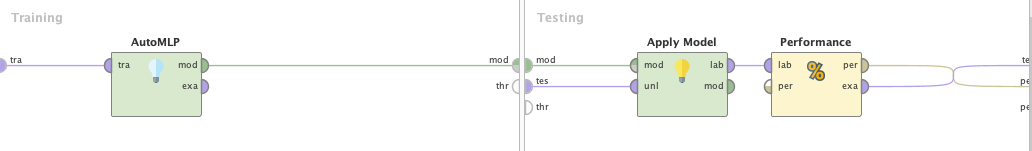 Training
AutoMLP
tra
tra
mod
exa
mod
thr
Testing
Apply Model
Performance
mod
tes
thr
mod
unl
lab
mod
lab
per
per
exa
te
pe
pe